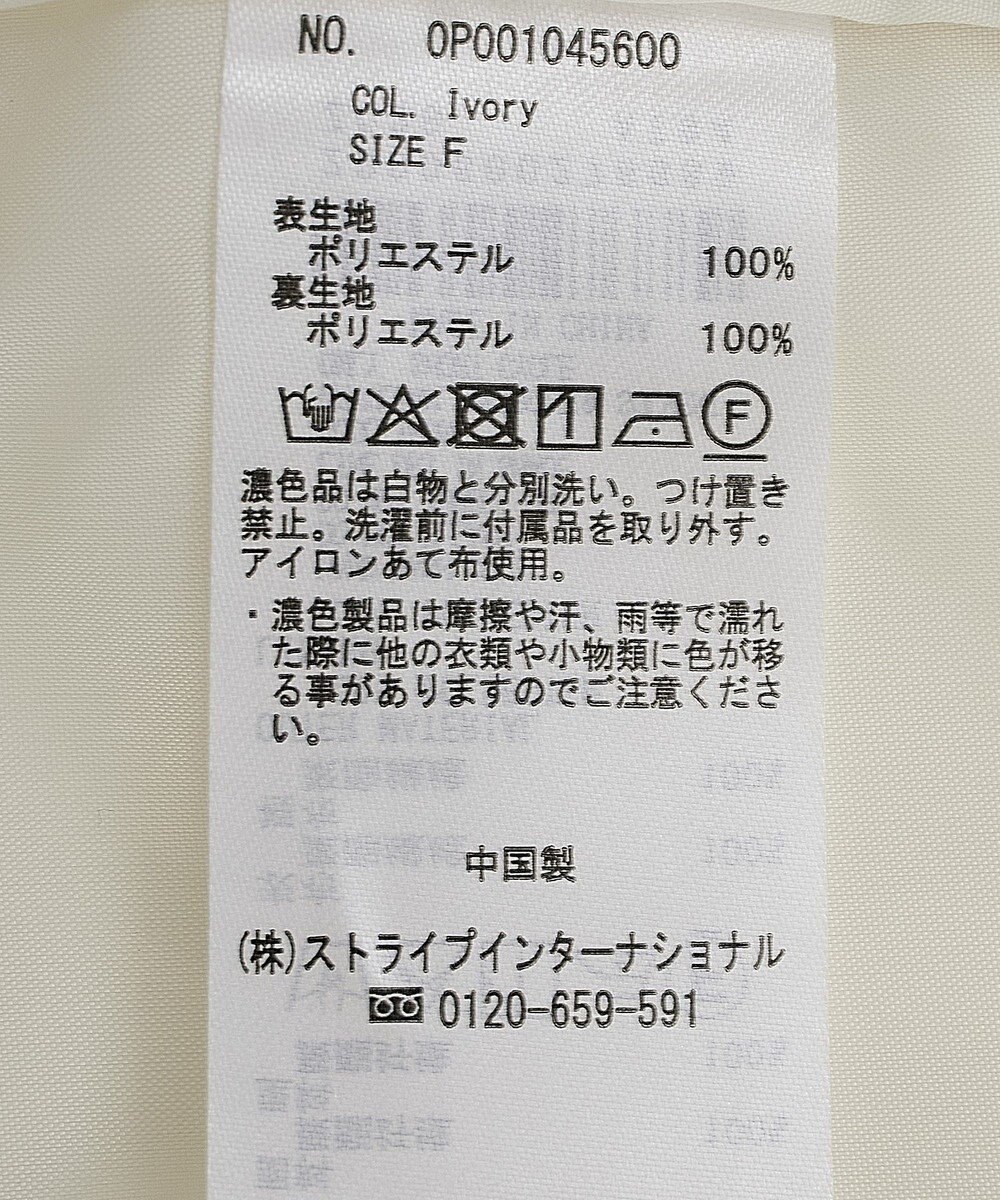 NO. 0P001045600
COL. Ivory
SIZE F
表生地
ポリエステル 100%
裏生地
ポリエステル 100%
F
濃色品は白物と分別洗い。つけ置き
禁止。洗濯前に付属品を取り外す。
アイロンあて布使用。
・濃色製品は摩擦や汗、雨等で濡れ
た際に他の衣類や小物類に色が移
る事がありますのでご注意くださ
い。
中国製
(株)ストライプインターナショナル
0120-659-591